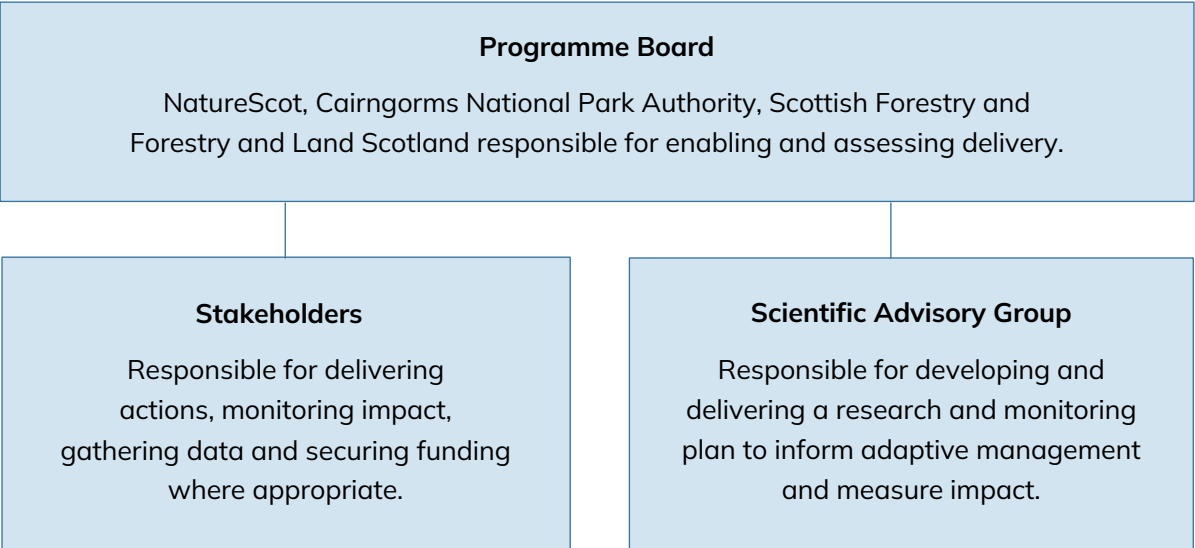 Programme Board
NatureScot, Cairngorms National Park Authority, Scottish Forestry and
Forestry and Land Scotland responsible for enabling and assessing delivery.
Stakeholders
Responsible for delivering
actions, monitoring impact,
gathering data and securing funding
where appropriate.
Scientific Advisory Group
Responsible for developing and
delivering a research and monitoring
plan to inform adaptive management
and measure impact.